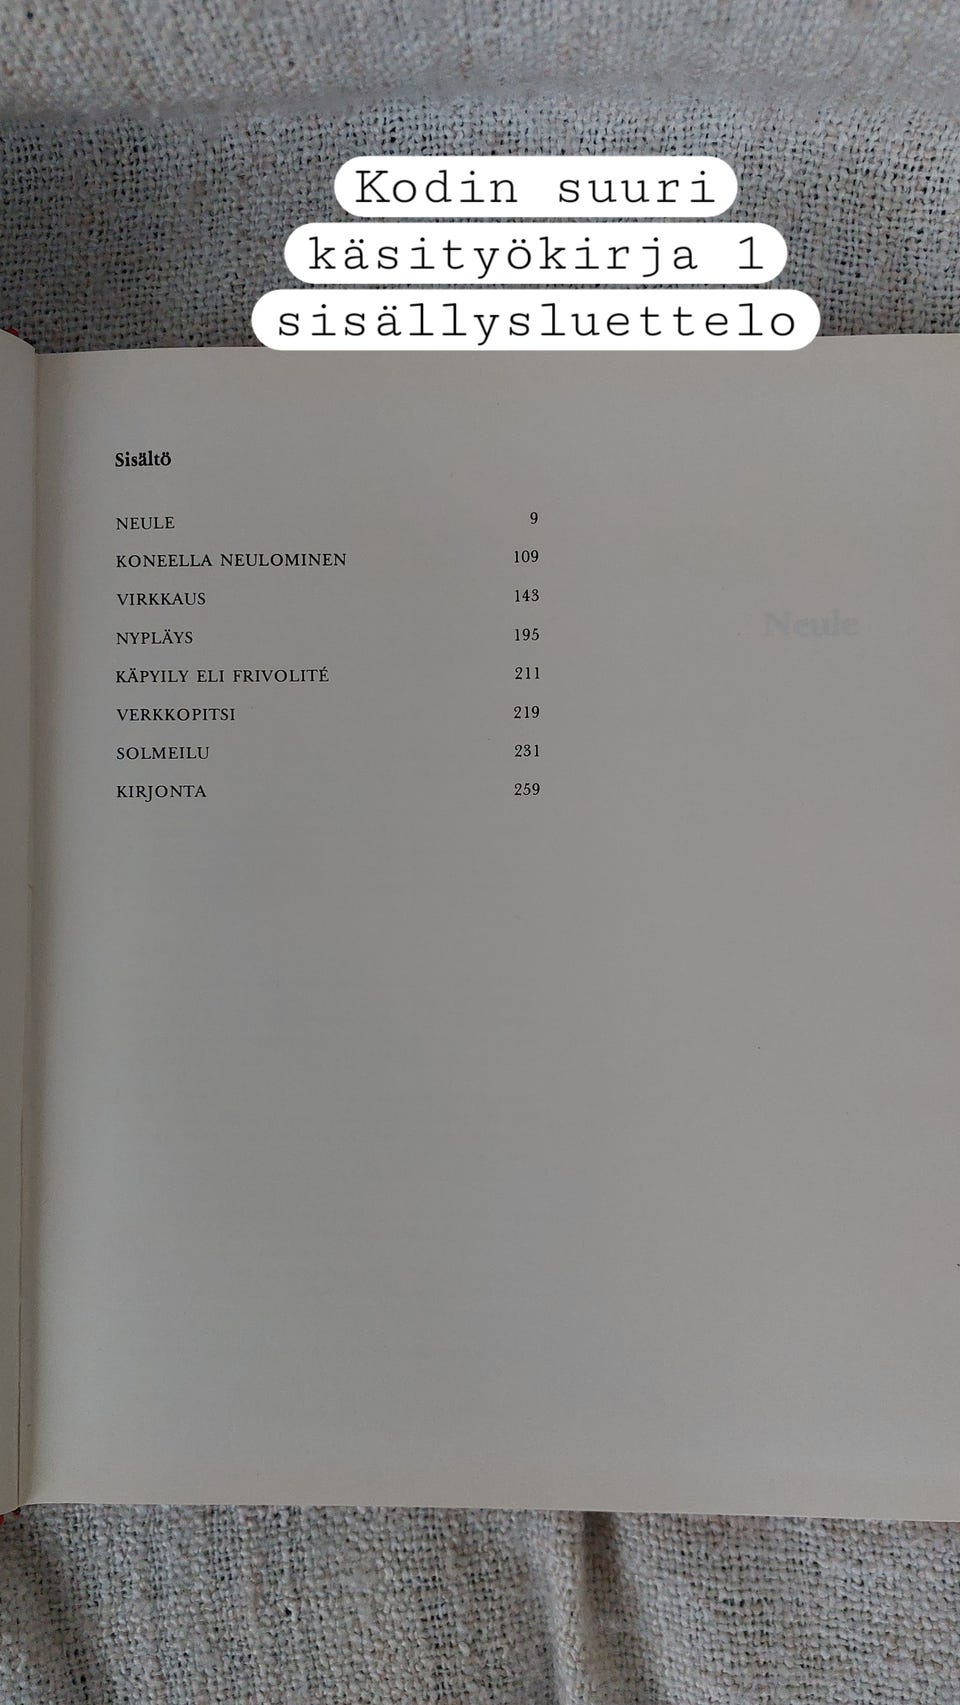 Kodin suuri
käsityökirja 1
sisällysluettelo
Sisältö
NEULE 9
KONEELLA NEULOMINEN 109
VIRKKAUS 143
NYPLÄYS 195
KÄPYILY ELI FRIVOLITÉ 211
VERKKOPITSI 219
SOLMEILU 231
KIRJONTA 259
Neule